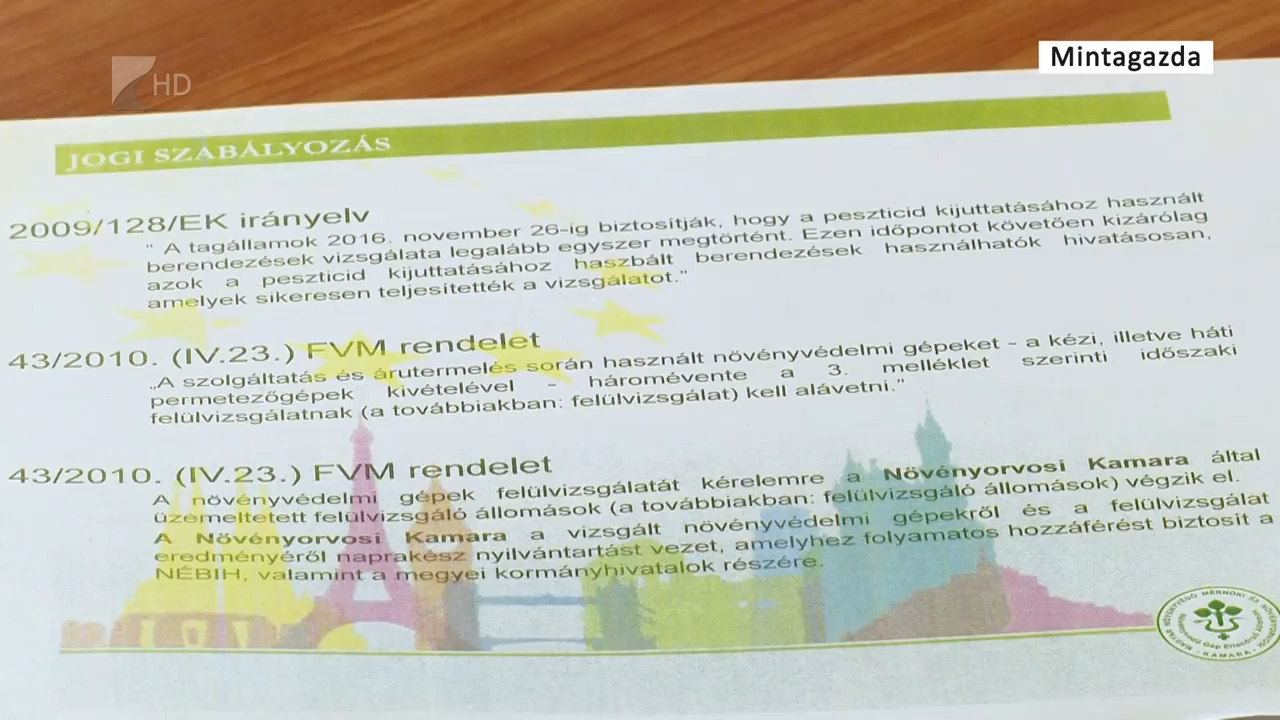 HD
Mintagazda
JOGI SZABÁLYOZÁS
2009/128/EK irányelv
“ A tagállamok 2016. november 26-ig biztosítják, hogy a peszticid kijuttatásához használt
berendezések vizsgálata legalább egyszer megtörtént. Ezen időpontot követően kizárólag
azok a peszticid kijuttatásához haszbált berendezések használhatók hivatásosan,
amelyek sikeresen teljesítették a vizsgálatot.”
43/2010. (IV.23.) FVM rendelet
„A szolgáltatás és árutermelés során használt növényvédelmi gépeket - a kézi, illetve háti
permetezőgépek kivételével - háromévente a 3. melléklet szerinti időszaki
felülvizsgálatnak (a továbbiakban: felülvizsgálat) kell alávetni.”
43/2010. (IV.23.) FVM rendelet
A növényvédelmi gépek felülvizsgálatát kérelemre a Növényorvosi Kamara által
üzemeltetett felülvizsgáló állomások (a továbbiakban: felülvizsgáló állomások) végzik el.
A Növényorvosi Kamara a vizsgált növényvédelmi gépekről és a felülvizsgálat
eredményéről naprakész nyilvántartást vezet, amelyhez folyamatos hozzáférést biztosít a
NÉBIH, valamint a megyei kormányhivatalok részére.
KAMARA